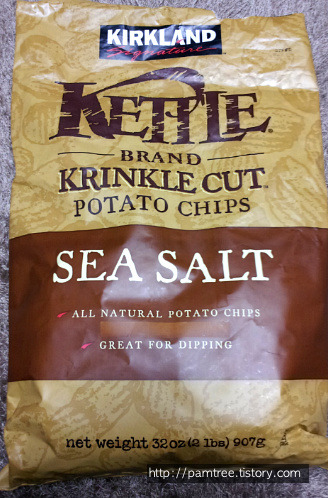 KIRKLAND
Signature
KETTLE®
BRAND
KRINKLE CUT™
POTATO CHIPS
SEA SALT
ALL NATURAL POTATO CHIPS
GREAT FOR DIPPING
net weight 32oz (2 lbs) 907g
http://pamtree.tistory.com